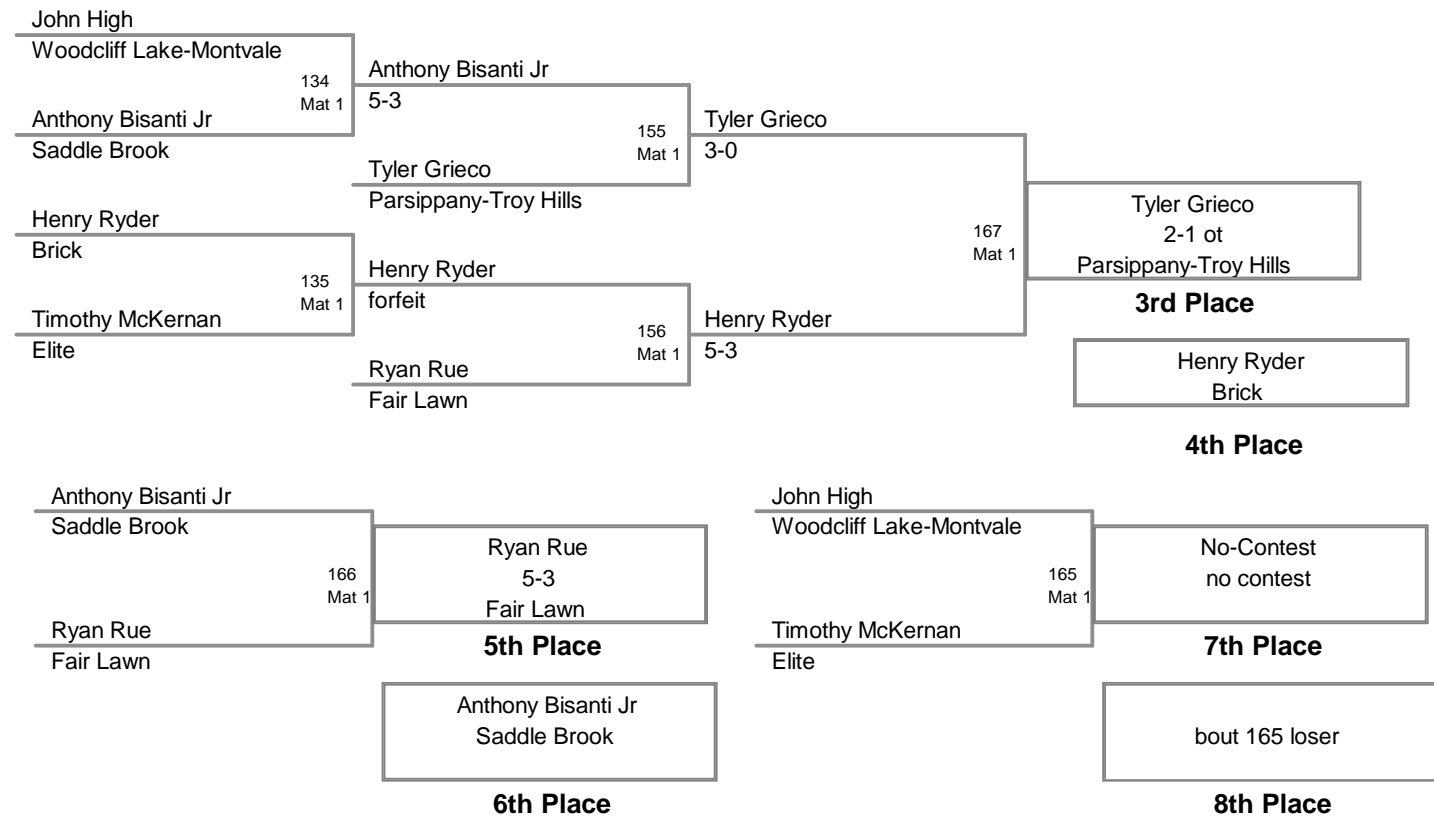 John High
Woodcliff Lake-Montvale
134
Mat 1
Anthony Bisanti Jr
Saddle Brook
Anthony Bisanti Jr
5-3
155
Mat 1
Tyler Grieco
Parsippany-Troy Hills
Tyler Grieco
3-0
Henry Ryder
Brick
135
Mat 1
Timothy McKernan
Elite
Henry Ryder
forfeit
156
Mat 1
Ryan Rue
Fair Lawn
Henry Ryder
5-3
167
Mat 1
Tyler Grieco
2-1 ot
Parsippany-Troy Hills
3rd Place
Henry Ryder
Brick
4th Place
Anthony Bisanti Jr
Saddle Brook
166
Mat 1
Ryan Rue
Fair Lawn
Ryan Rue
5-3
Fair Lawn
5th Place
Anthony Bisanti Jr
Saddle Brook
6th Place
John High
Woodcliff Lake-Montvale
165
Mat 1
Timothy McKernan
Elite
No-Contest
no contest
7th Place
bout 165 loser
8th Place